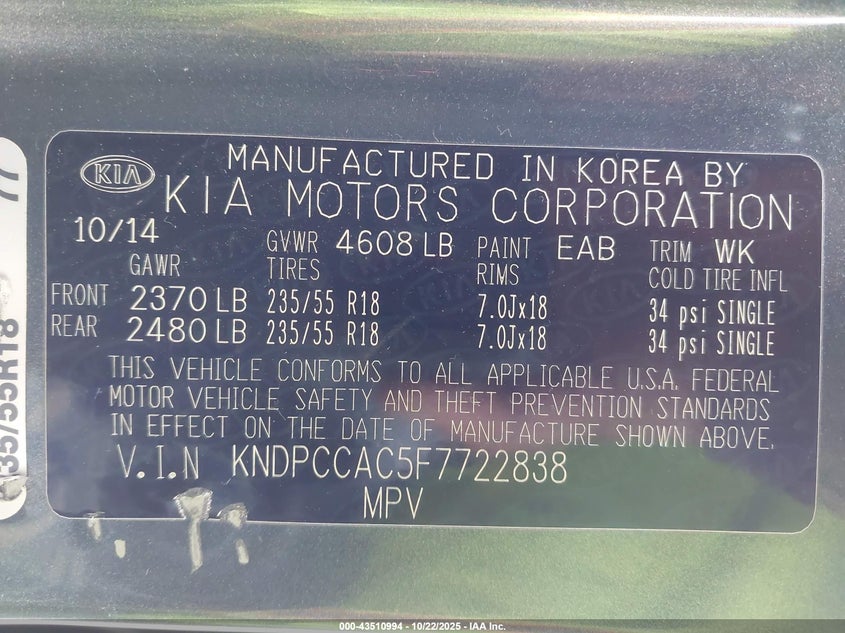 KIA
MANUFACTURED IN KOREA BY
KIA MOTORS CORPORATION
10/14 GVWR 4608 LB PAINT EAB TRIM WK
GAWR TIRES RIMS COLD TIRE INFL
FRONT 2370 LB 235/55 R18 7.0Jx18 34 psi SINGLE
REAR 2480 LB 235/55 R18 7.0Jx18 34 psi SINGLE
THIS VEHICLE CONFORMS TO ALL APPLICABLE U.S.A. FEDERAL
MOTOR VEHICLE SAFETY AND THEFT PREVENTION STANDARDS
IN EFFECT ON THE DATE OF MANUFACTURE SHOWN ABOVE.
V.I.N KNDPCCAC5F7722838
MPV
35/55R18 77
000-43510994 - 10/22/2025 - IAA Inc.